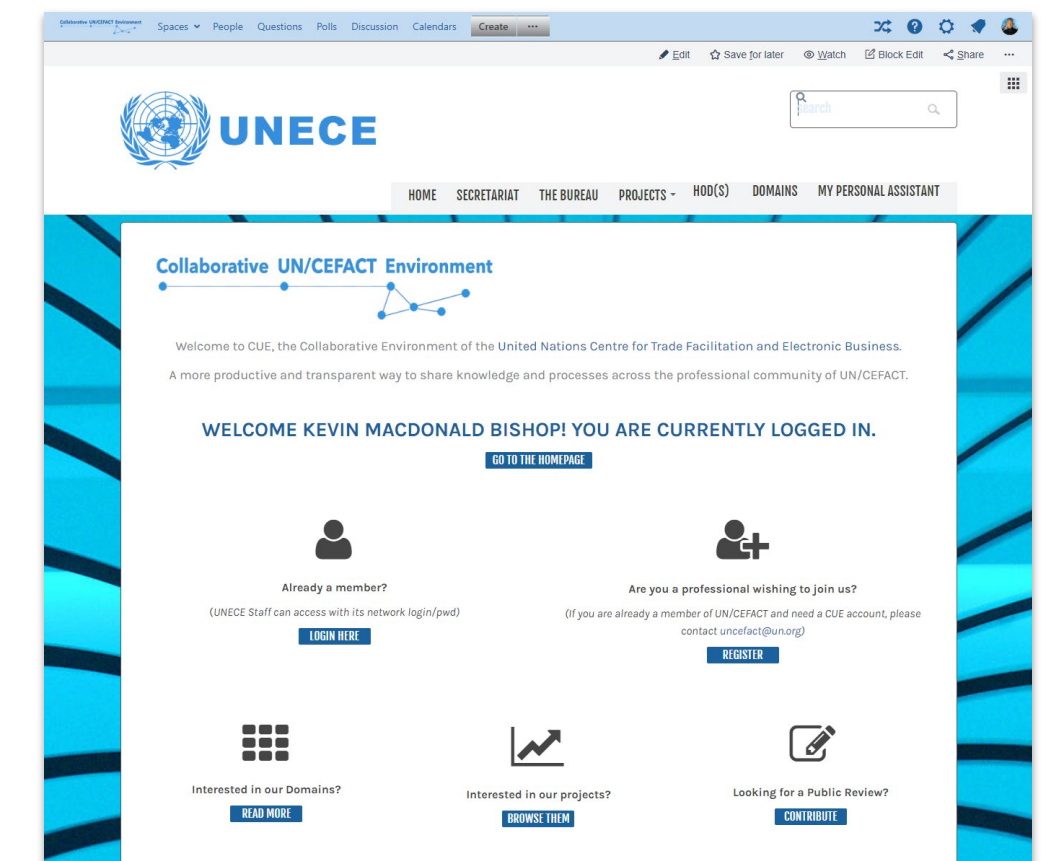 Collaborative UN/CEFACT Environment Spaces People Questions Polls Discussion Calendars Create ...
Edit Save for later Watch Block Edit Share ...
UNECE
search
HOME SECRETARIAT THE BUREAU PROJECTS HOD(S) DOMAINS MY PERSONAL ASSISTANT
Collaborative UN/CEFACT Environment
Welcome to CUE, the Collaborative Environment of the United Nations Centre for Trade Facilitation and Electronic Business.
A more productive and transparent way to share knowledge and processes across the professional community of UN/CEFACT.
WELCOME KEVIN MACDONALD BISHOP! YOU ARE CURRENTLY LOGGED IN.
GO TO THE HOMEPAGE
Already a member?
(UNECE Staff can access with its network login/pwd)
LOGIN HERE
Are you a professional wishing to join us?
(If you are already a member of UN/CEFACT and need a CUE account, please
contact uncefact@un.org)
REGISTER
Interested in our Domains?
READ MORE
Interested in our projects?
BROWSE THEM
Looking for a Public Review?
CONTRIBUTE